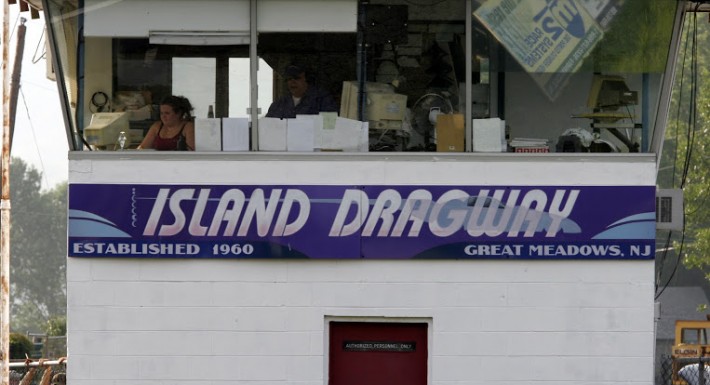 ISLAND DRAGWAY
ESTABLISHED 1960
GREAT MEADOWS, NJ
AUTHORIZED PERSONNEL ONLY